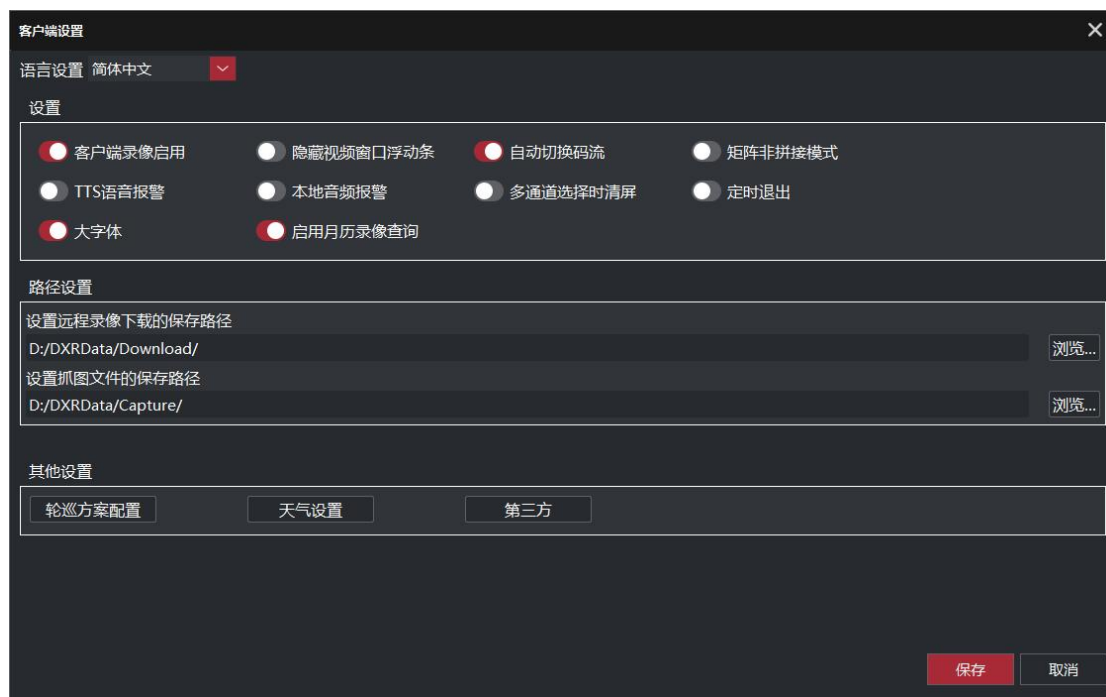 客户端设置
语言设置 简体中文
设置
客户端录像启用 隐藏视频窗口浮动条 自动切换码流 矩阵非拼接模式
TTS语音报警 本地音频报警 多通道选择时清屏 定时退出
大字体 启用月历录像查询
路径设置
设置远程录像下载的保存路径
D:/DXRData/Download/ 浏览...
设置抓图文件的保存路径
D:/DXRData/Capture/ 浏览...
其他设置
轮巡方案配置 天气设置 第三方
保存 取消